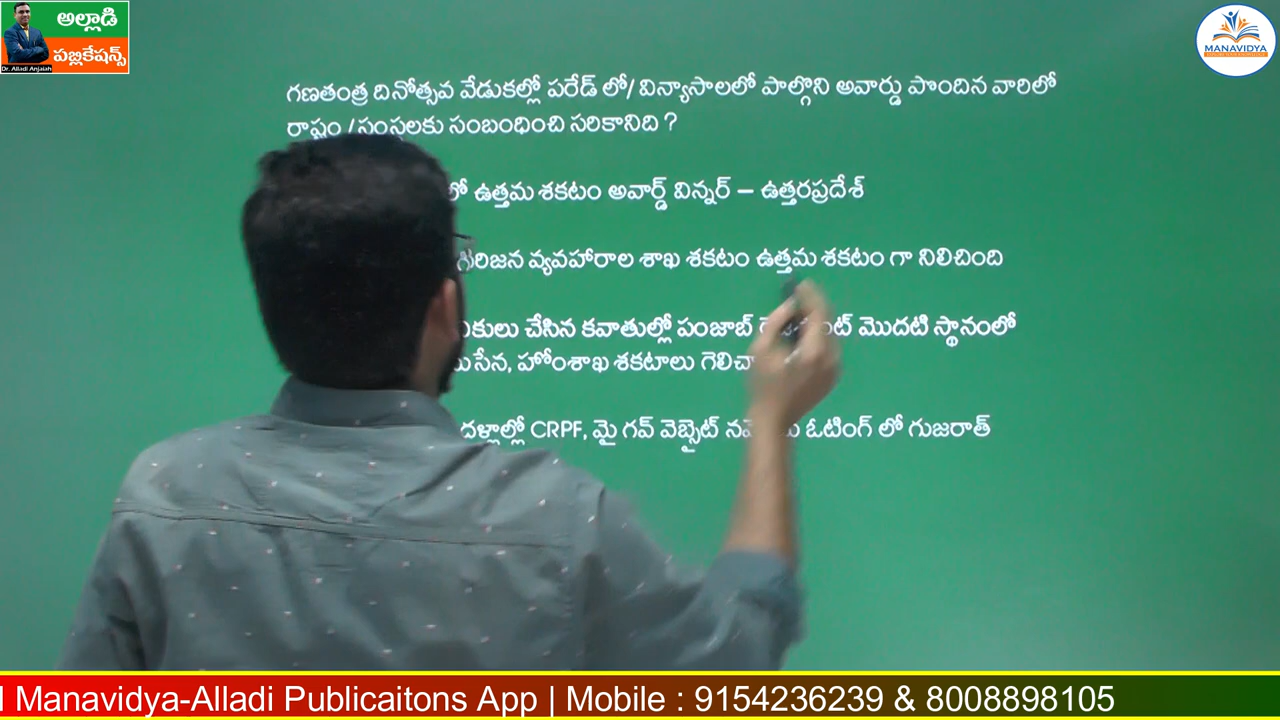 అల్లాడి
పబ్లికేషన్స్
Dr. Alladi Anjaiah
MANAVIDYA
గణతంత్ర దినోత్సవ వేడుకల్లో పరేడ్ లో/ విన్యాసాలలో పాల్గొని అవార్డు పొందిన వారిలో
రాష్ట్రం / సంస్థలకు సంబంధించి సరికానిది ?
ఉత్తమ శకటం అవార్డ్ విన్నర్ – ఉత్తరప్రదేశ్
గిరిజన వ్యవహారాల శాఖ శకటం ఉత్తమ శకటం గా నిలిచింది
చేసిన కవాతుల్లో పంజాబ్ మొదటి స్థానంలో
హోంశాఖ శకటాలు
CRPF, మై గవ్ వెబ్సైట్ ఓటింగ్ లో గుజరాత్
Manavidya-Alladi Publicaitons App | Mobile : 9154236239 & 8008898105